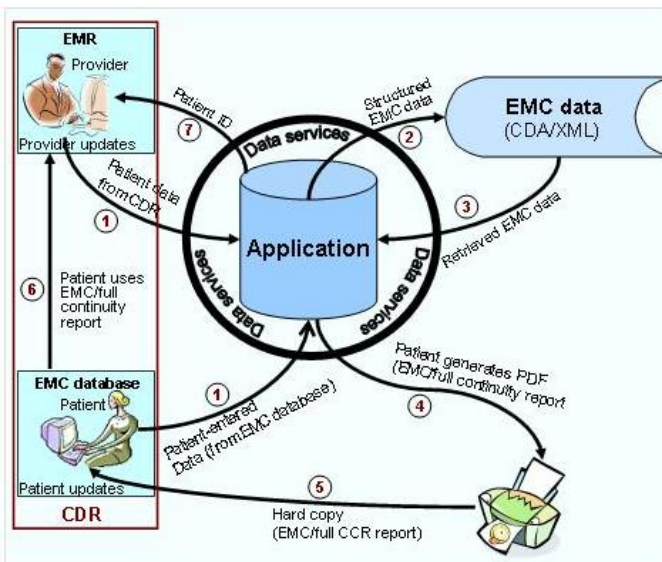 EMR
Provider
Provider updates
Patient ID
7
Structured
EMC data
2
EMC data
(CDA/XML)
Data services
Patient data
from CDR
1
3
Retrieved EMC data
Application
Data services
Data services
6
Patient uses
EMC/full
continuity
report
Patient generates PDF
(EMC/full continuity report
4
EMC database
Patient
Patient updates
1
Patient-entered
Data (from EMC database)
5
Hard copy
(EMC/full CCR report)
CDR